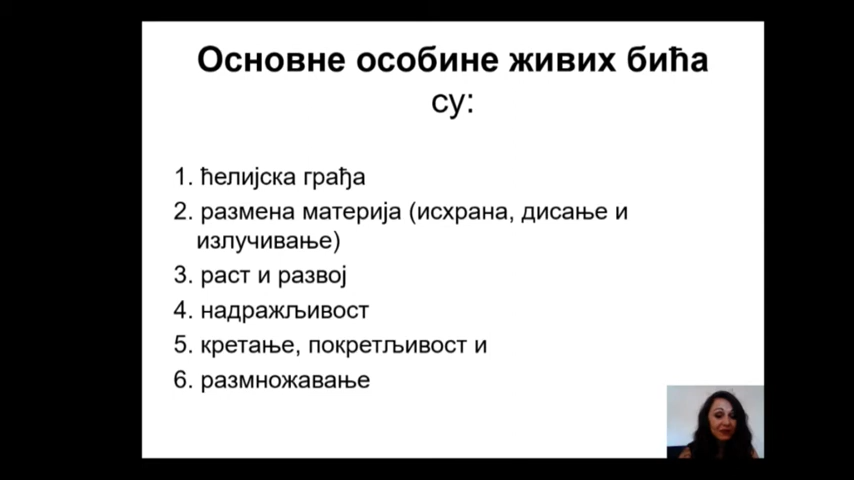 Основне особине живих бића
су:
1. ћелијска грађа
2. размена материја (исхрана, дисање и
излучивање)
3. раст и развој
4. надражљивост
5. кретање, покретљивост и
6. размножавање